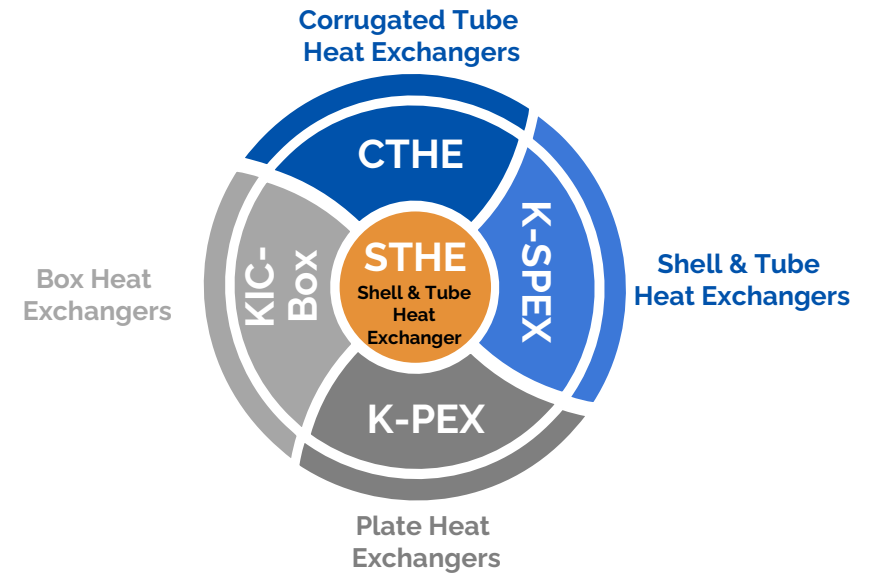 Corrugated Tube
Heat Exchangers
CTHE
K-SPEX
Shell & Tube
Heat Exchangers
STHE
Shell & Tube
Heat
Exchanger
KIC-
Box
Box Heat
Exchangers
K-PEX
Plate Heat
Exchangers